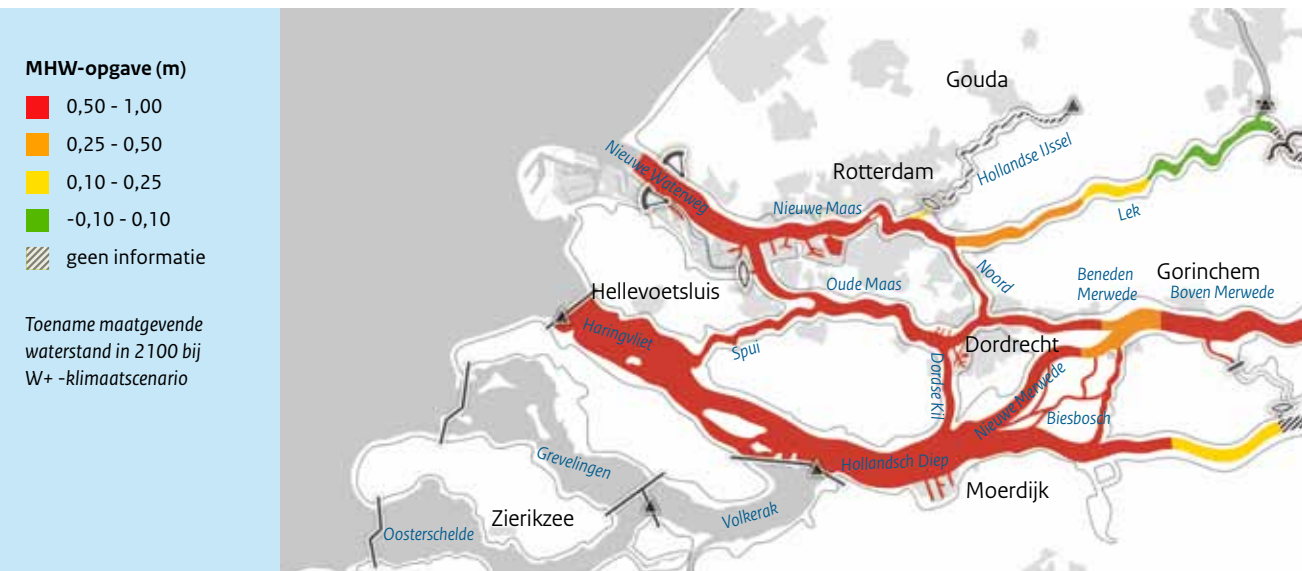 MHW-opgave (m)
0,50 - 1,00
0,25 - 0,50
0,10 - 0,25
-0,10 - 0,10
geen informatie
Toename maatgevende
waterstand in 2100 bij
W+ -klimaatscenario
Gouda
Hollandse IJssel
Rotterdam
Nieuwe Waterweg
Nieuwe Maas
Lek
Noord
Beneden
Merwede
Gorinchem
Boven Merwede
Oude Maas
Hellevoetsluis
Haringvliet
Spui
Dordrecht
Dordse Kil
Nieuwe Merwede
Biesbosch
Hollandsch Diep
Moerdijk
Grevelingen
Volkerak
Zierikzee
Oosterschelde